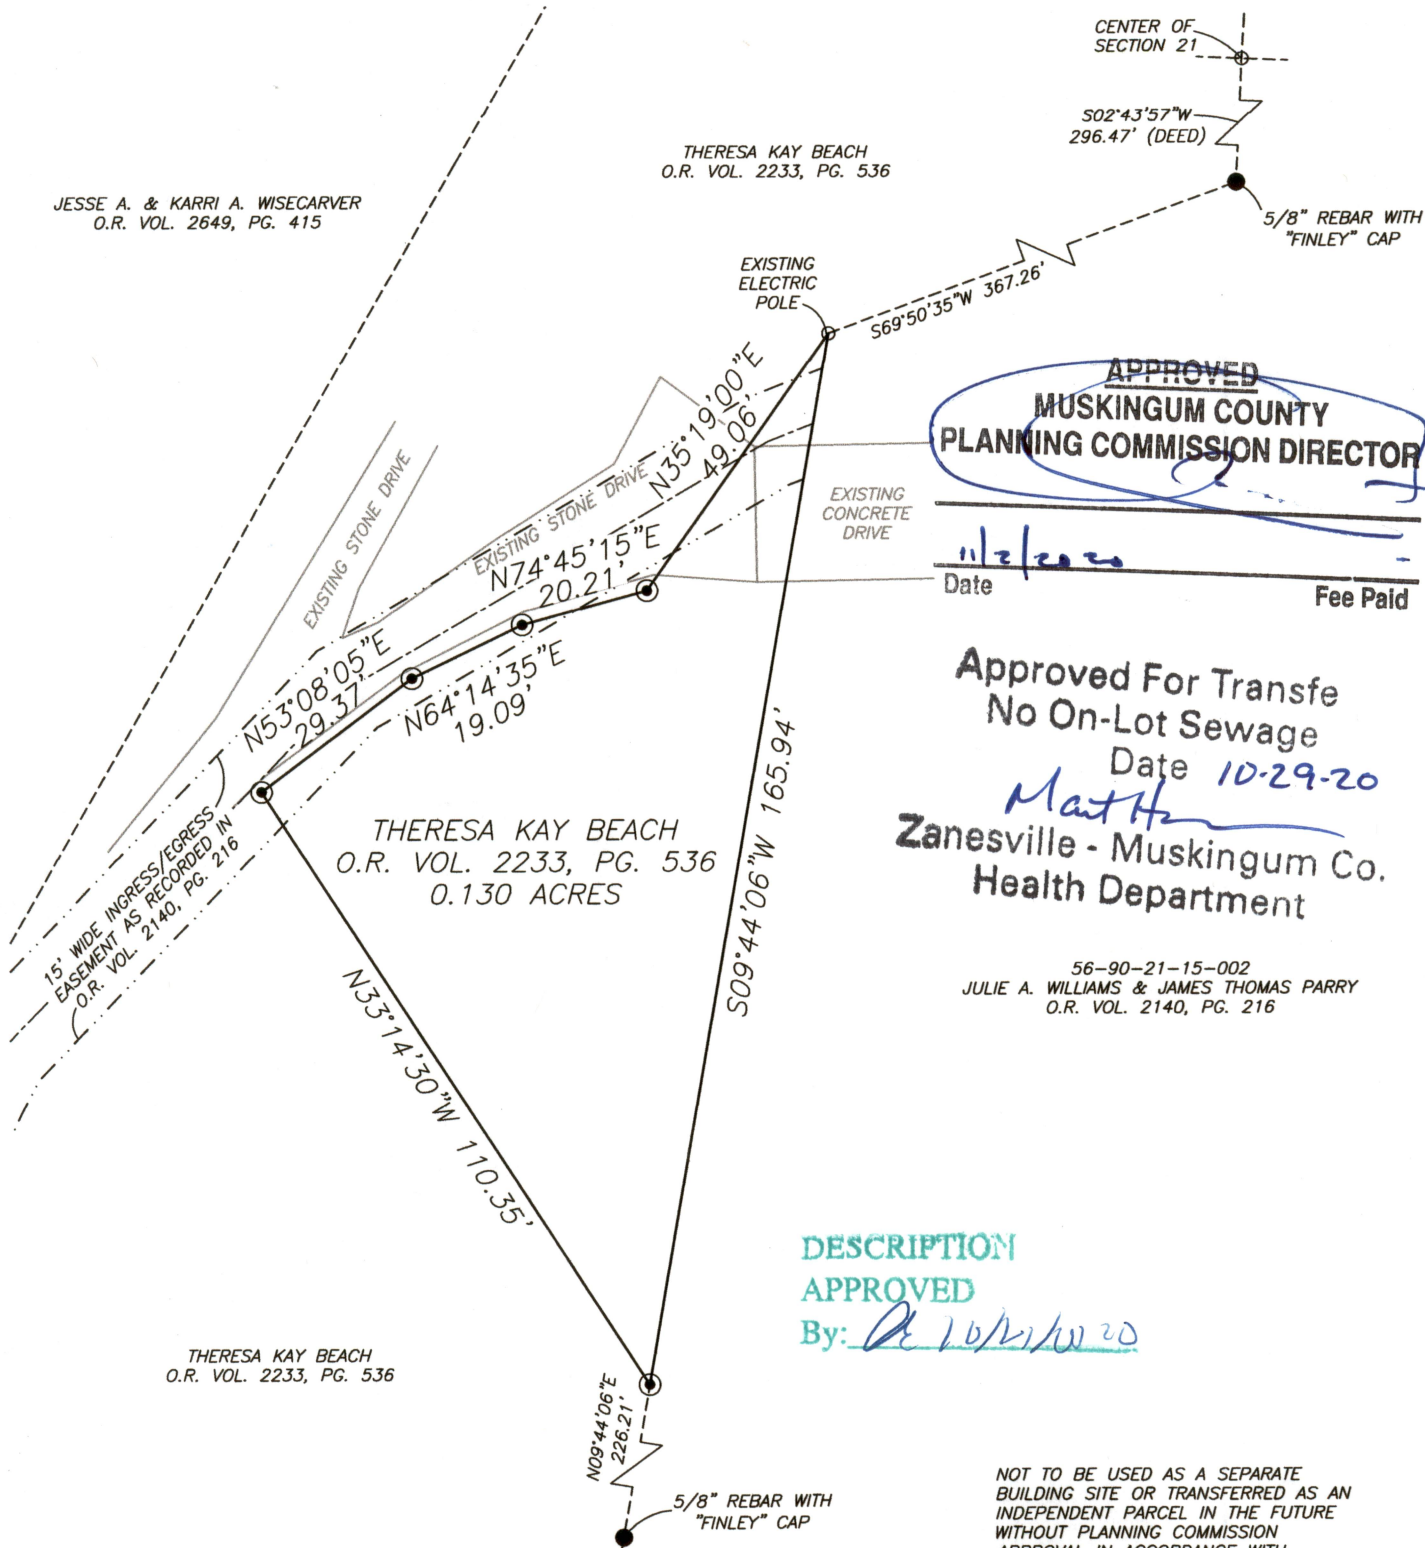 CENTER OF
SECTION 21
S02°43'57"W
296.47' (DEED)
5/8" REBAR WITH
"FINLEY" CAP
THERESA KAY BEACH
O.R. VOL. 2233, PG. 536
JESSE A. & KARRI A. WISECARVER
O.R. VOL. 2649, PG. 415
EXISTING
ELECTRIC
POLE
S69°50'35"W 367.26'
APPROVED
MUSKINGUM COUNTY
PLANNING COMMISSION DIRECTOR
11/2/2020
Date Fee Paid
N35°19'00"E
49.06'
EXISTING STONE DRIVE
EXISTING STONE DRIVE
EXISTING
CONCRETE
DRIVE
N74°45'15"E
20.21'
N53°08'05"E
29.37'
N64°14'35"E
19.09'
Approved For Transfe
No On-Lot Sewage
Date 10-29-20
Zanesville - Muskingum Co.
Health Department
S09°44'06"W 165.94'
THERESA KAY BEACH
O.R. VOL. 2233, PG. 536
0.130 ACRES
15' WIDE INGRESS/EGRESS
EASEMENT AS RECORDED IN
O.R. VOL. 2140, PG. 216
56-90-21-15-002
JULIE A. WILLIAMS & JAMES THOMAS PARRY
O.R. VOL. 2140, PG. 216
N33°14'30"W 110.35'
DESCRIPTION
APPROVED
By:
THERESA KAY BEACH
O.R. VOL. 2233, PG. 536
N09°44'06"E
226.21'
5/8" REBAR WITH
"FINLEY" CAP
NOT TO BE USED AS A SEPARATE
BUILDING SITE OR TRANSFERRED AS AN
INDEPENDENT PARCEL IN THE FUTURE
WITHOUT PLANNING COMMISSION
APPROVAL IN ACCORDANCE WITH